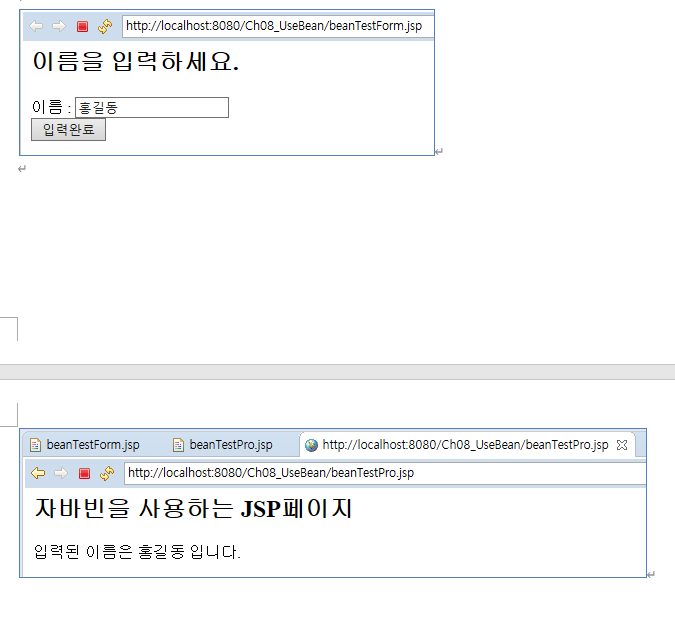 http://localhost:8080/Ch08_UseBean/beanTestForm.jsp
이름을 입력하세요.
이름 : 홍길동
입력완료
beanTestForm.jsp beanTestPro.jsp http://localhost:8080/Ch08_UseBean/beanTestPro.jsp
http://localhost:8080/Ch08_UseBean/beanTestPro.jsp
자바빈을 사용하는 JSP페이지
입력된 이름은 홍길동 입니다.